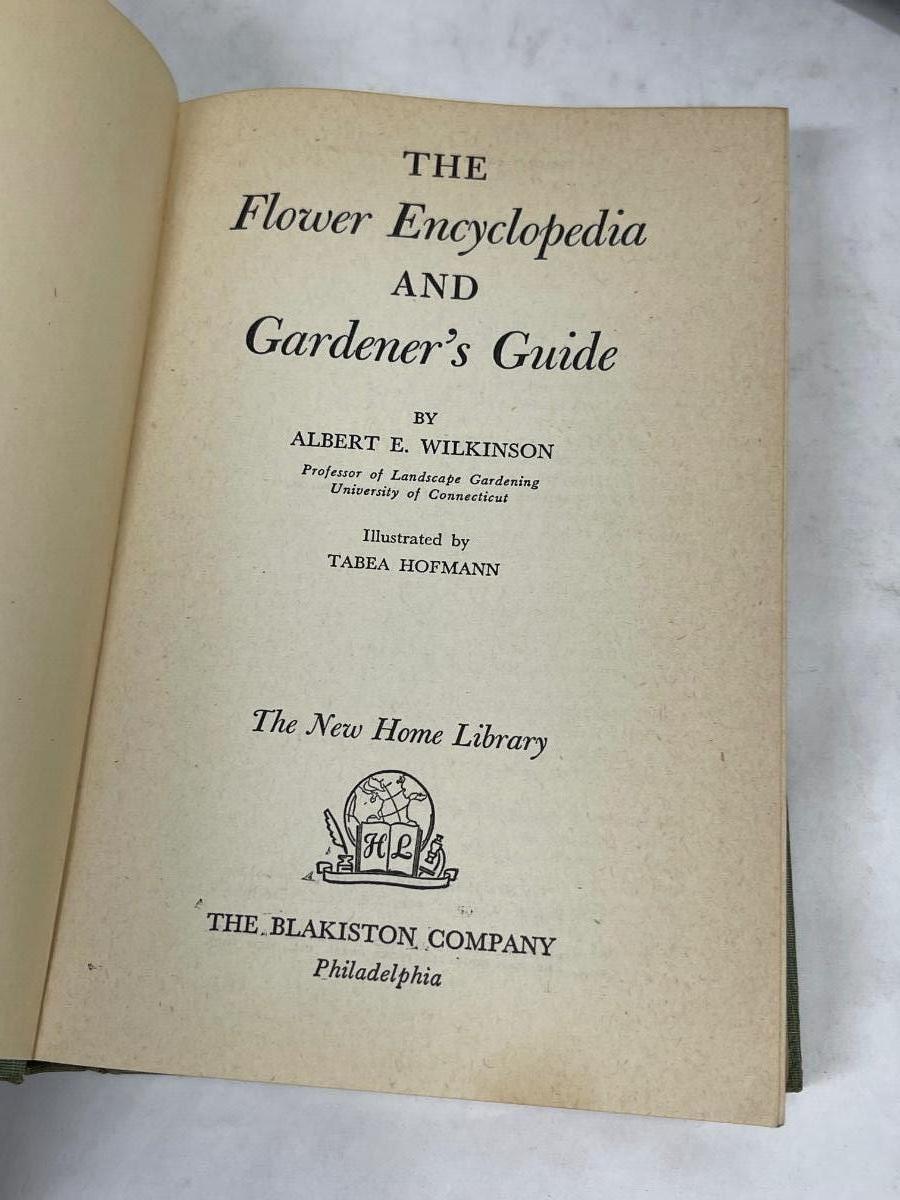 THE
Flower Encyclopedia
AND
Gardener's Guide
BY
ALBERT E. WILKINSON
Professor of Landscape Gardening
University of Connecticut
Illustrated by
TABEA HOFMANN
The New Home Library
H L
THE BLAKISTON COMPANY
Philadelphia